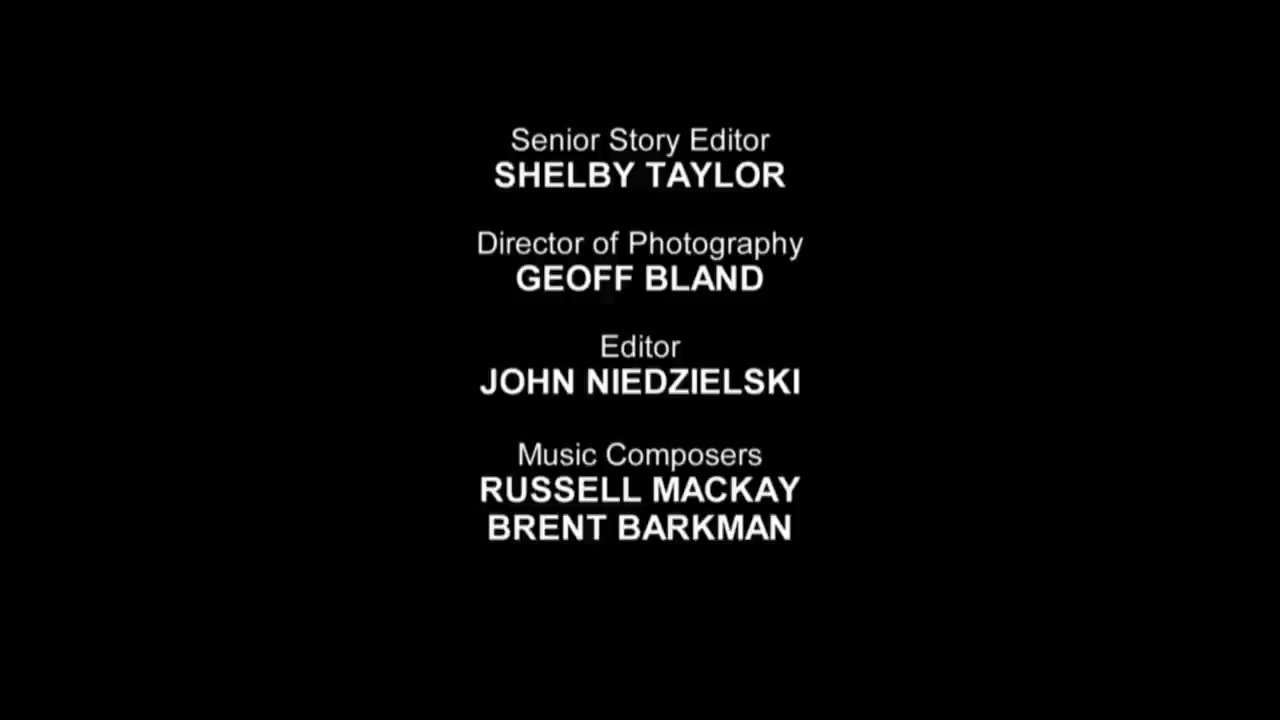 Senior Story Editor
SHELBY TAYLOR
Director of Photography
GEOFF BLAND
Editor
JOHN NIEDZIELSKI
Music Composers
RUSSELL MACKAY
BRENT BARKMAN